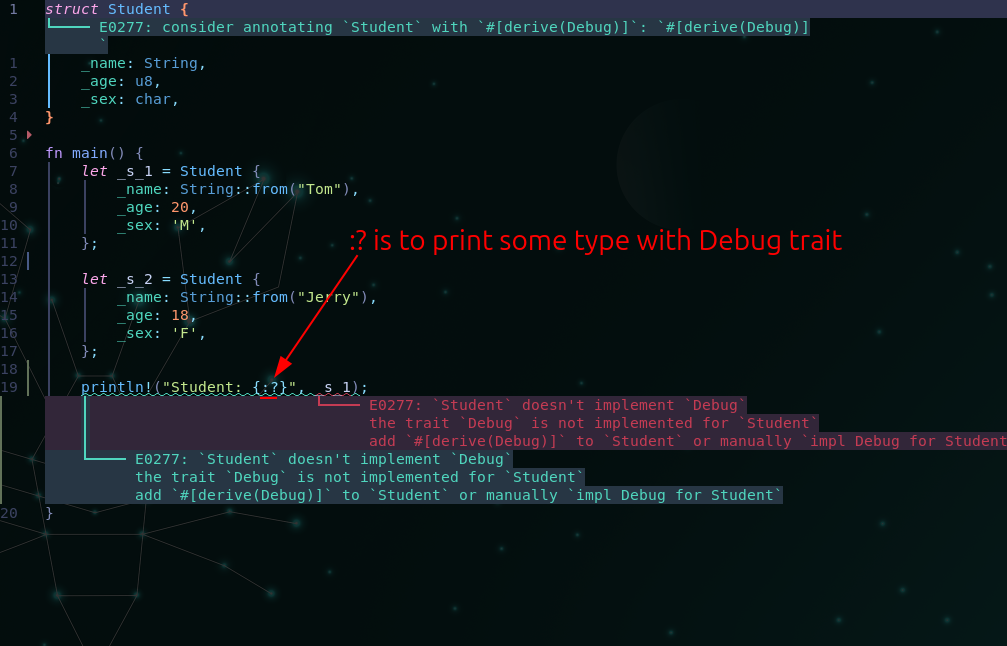 1 struct Student {
E0277: consider annotating `Student` with `#[derive(Debug)]`: `#[derive(Debug)]
`
1 _name: String,
2 _age: u8,
3 _sex: char,
4 }
5
6 fn main() {
7 let _s_1 = Student {
8 _name: String::from("Tom"),
9 _age: 20,
10 _sex: 'M',
11 };
:? is to print some type with Debug trait
12
13 let _s_2 = Student {
14 _name: String::from("Jerry"),
15 _age: 18,
16 _sex: 'F',
17 };
18
19 println!("Student: {:?}", _s_1);
E0277: `Student` doesn't implement `Debug`
the trait `Debug` is not implemented for `Student`
add `#[derive(Debug)]` to `Student` or manually `impl Debug for Student
E0277: `Student` doesn't implement `Debug`
the trait `Debug` is not implemented for `Student`
add `#[derive(Debug)]` to `Student` or manually `impl Debug for Student`
20 }